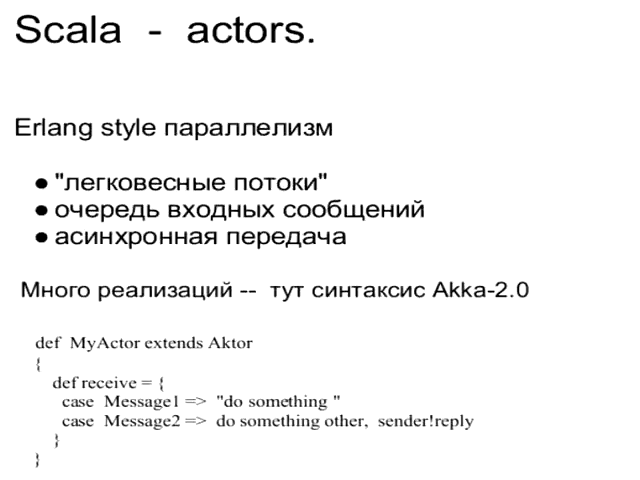 Scala - actors.
Erlang style параллелизм
● "легковесные потоки"
● очередь входных сообщений
● асинхронная передача
Много реализаций -- тут синтаксис Akka-2.0
def MyActor extends Aktor
{
def receive = {
case Message1 => "do something "
case Message2 => do something other, sender!reply
}
}